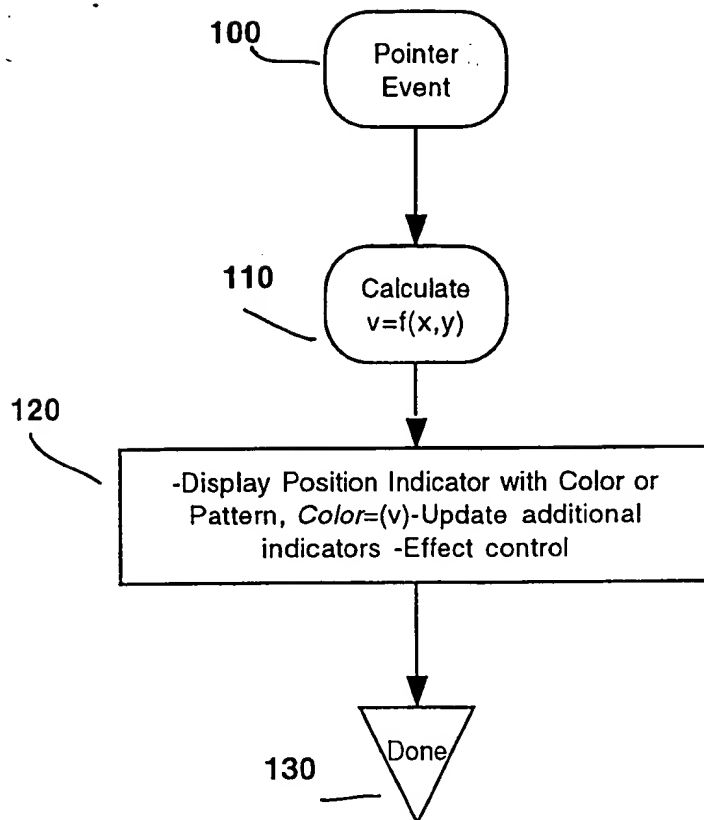 100
Pointer
Event
110
Calculate
v=f(x,y)
120
-Display Position Indicator with Color or
Pattern, Color=(v)-Update additional
indicators -Effect control
Done
130